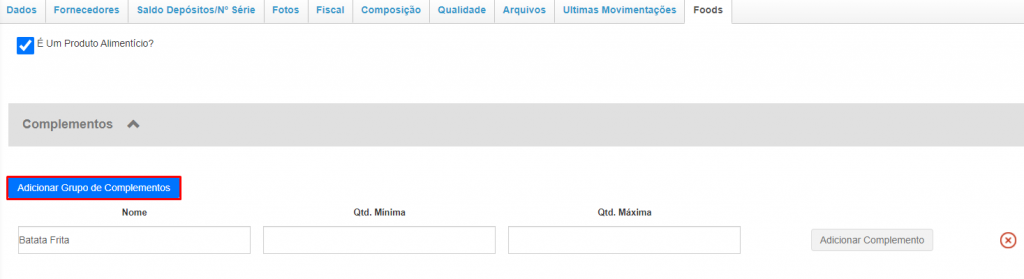 Dados Fornecedores Saldo Depósitos/Nº Série Fotos Fiscal Composição Qualidade Arquivos Ultimas Movimentações Foods
É Um Produto Alimentício?
Complementos
Adicionar Grupo de Complementos
Nome Qtd. Mínima Qtd. Máxima
Batata Frita Adicionar Complemento